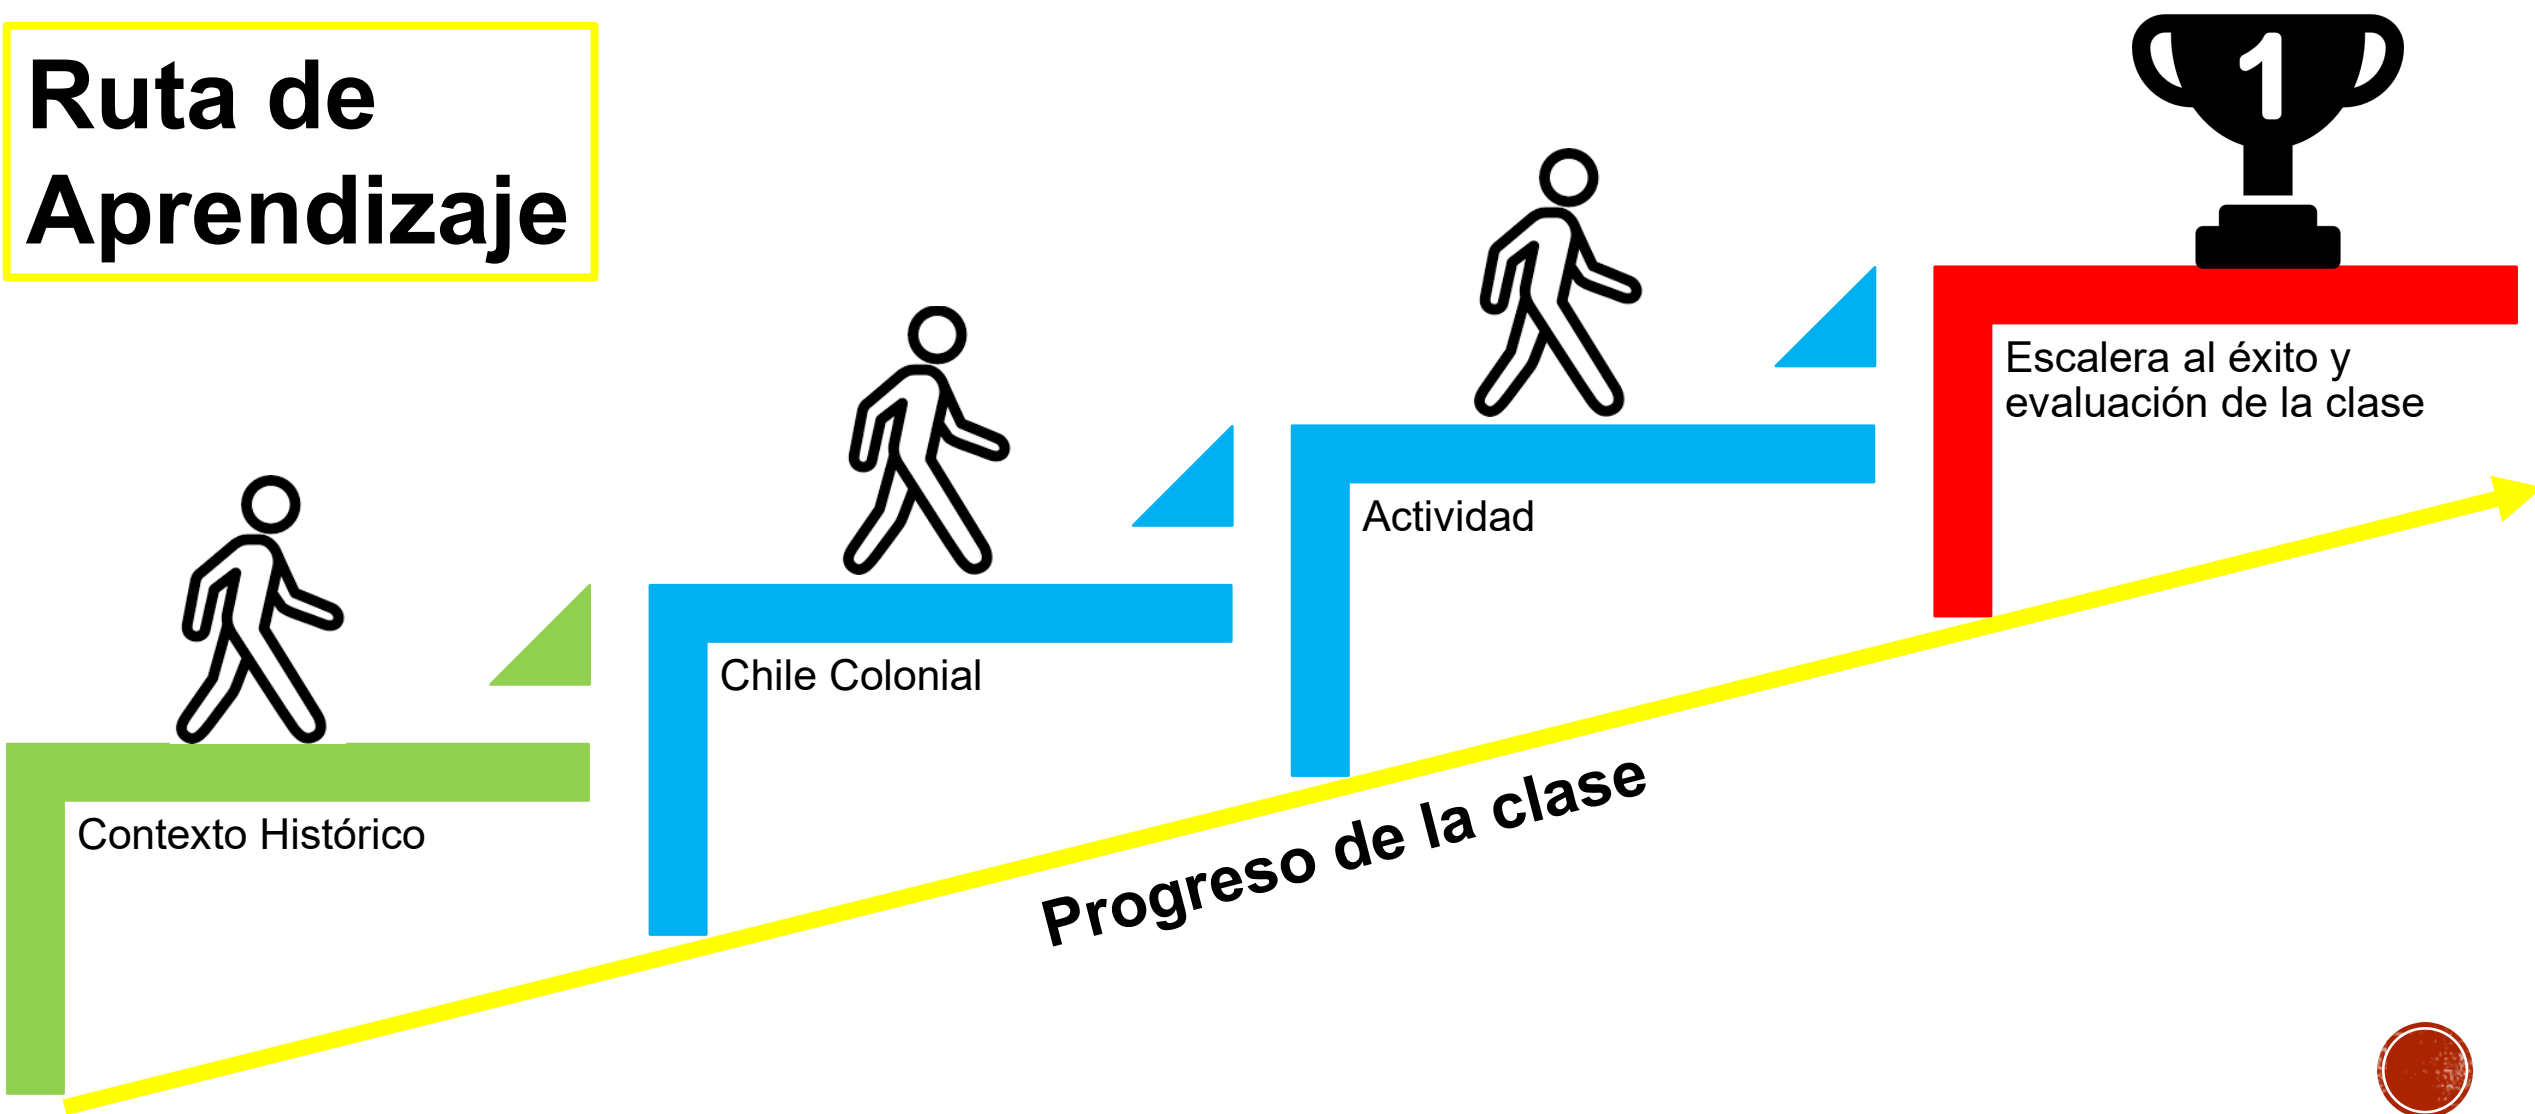 Ruta de
Aprendizaje
1
Escalera al éxito y
evaluación de la clase
Actividad
Chile Colonial
Contexto Histórico
Progreso de la clase